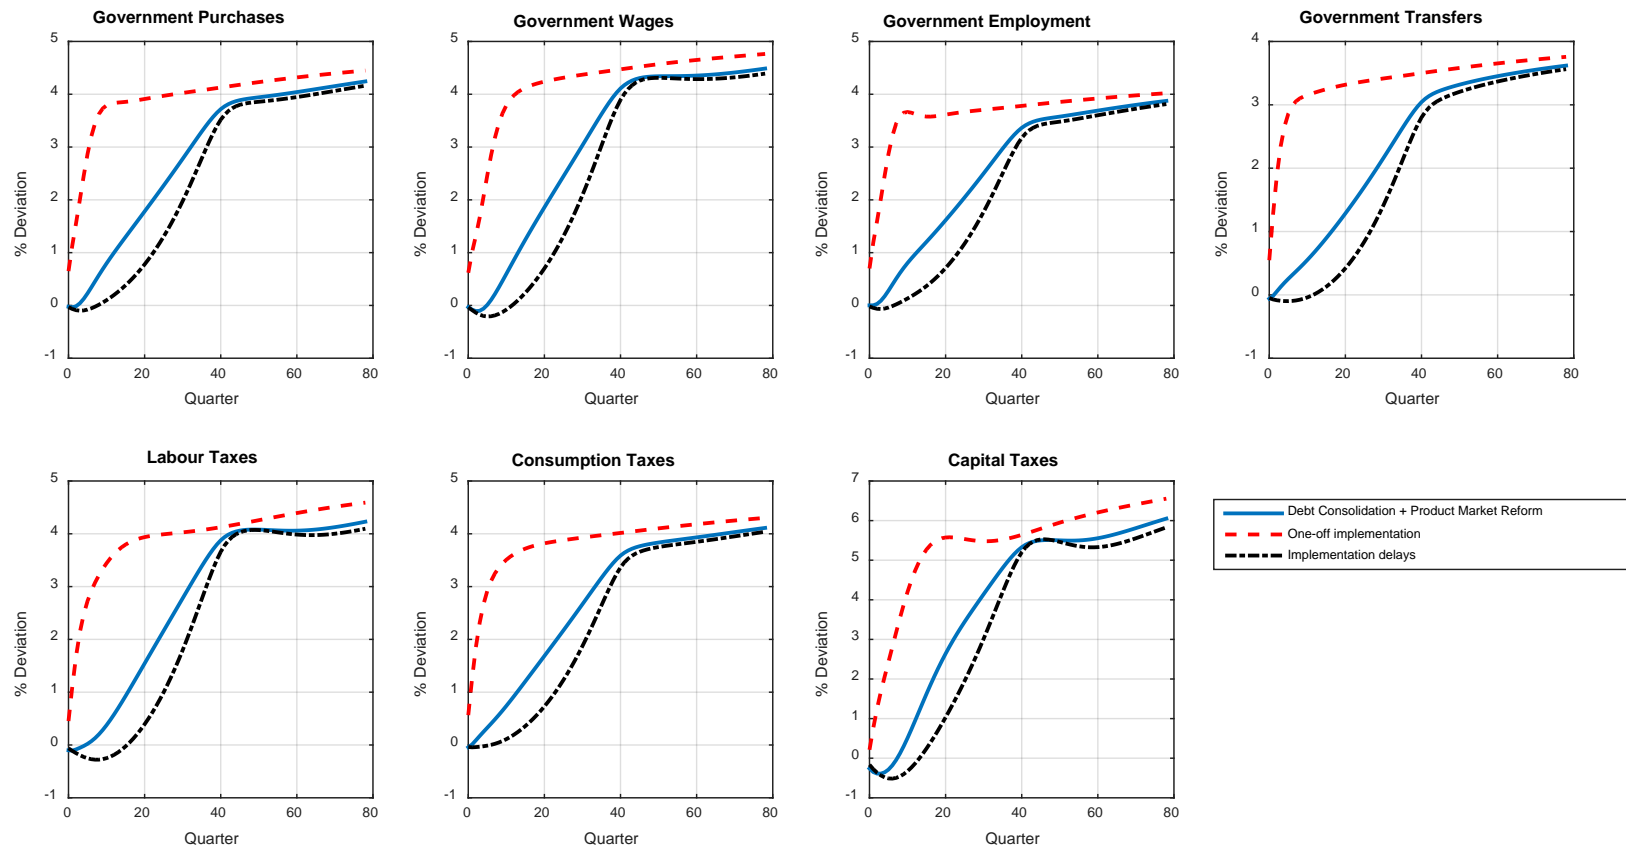 Government Purchases
5
4
3
2
1
0
-1
% Deviation
0 20 40 60 80
Quarter
Government Wages
5
4
3
2
1
0
-1
% Deviation
0 20 40 60 80
Quarter
Government Employment
5
4
3
2
1
0
-1
% Deviation
0 20 40 60 80
Quarter
Government Transfers
4
3
2
1
0
-1
% Deviation
0 20 40 60 80
Quarter
Labour Taxes
5
4
3
2
1
0
-1
% Deviation
0 20 40 60 80
Quarter
Consumption Taxes
5
4
3
2
1
0
-1
% Deviation
0 20 40 60 80
Quarter
Capital Taxes
7
6
5
4
3
2
1
0
-1
% Deviation
0 20 40 60 80
Quarter
Debt Consolidation + Product Market Reform
One-off implementation
Implementation delays